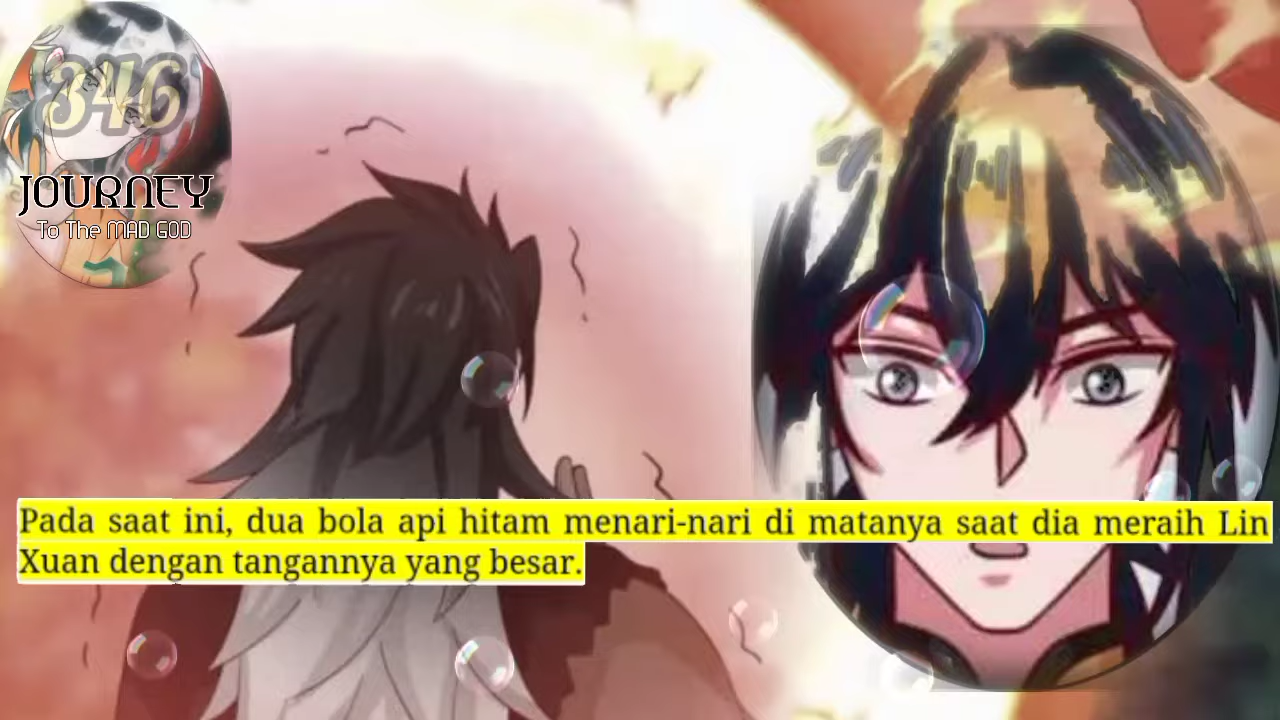 346
JOURNEY
To The MAD GOD
Pada saat ini, dua bola api hitam menari-nari di matanya saat dia meraih Lin
Xuan dengan tangannya yang besar.